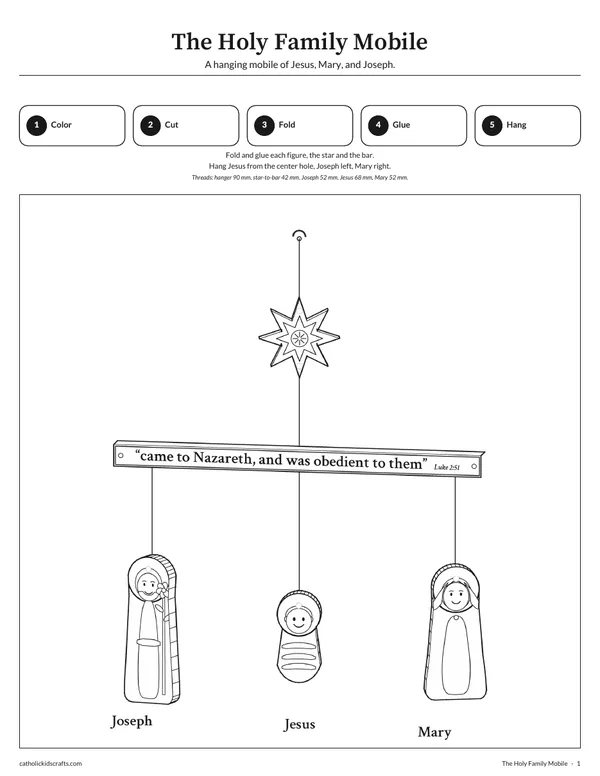 The Holy Family Mobile
A hanging mobile of Jesus, Mary, and Joseph.
1 Color
2 Cut
3 Fold
4 Glue
5 Hang
Fold and glue each figure, the star and the bar.
Hang Jesus from the center hole, Joseph left, Mary right.
Threads: hanger 90 mm, star-to-bar 42 mm, Joseph 52 mm, Jesus 68 mm, Mary 52 mm.
“came to Nazareth, and was obedient to them” Luke 2:51
Joseph
Jesus
Mary
catholickidscrafts.com
The Holy Family Mobile · 1